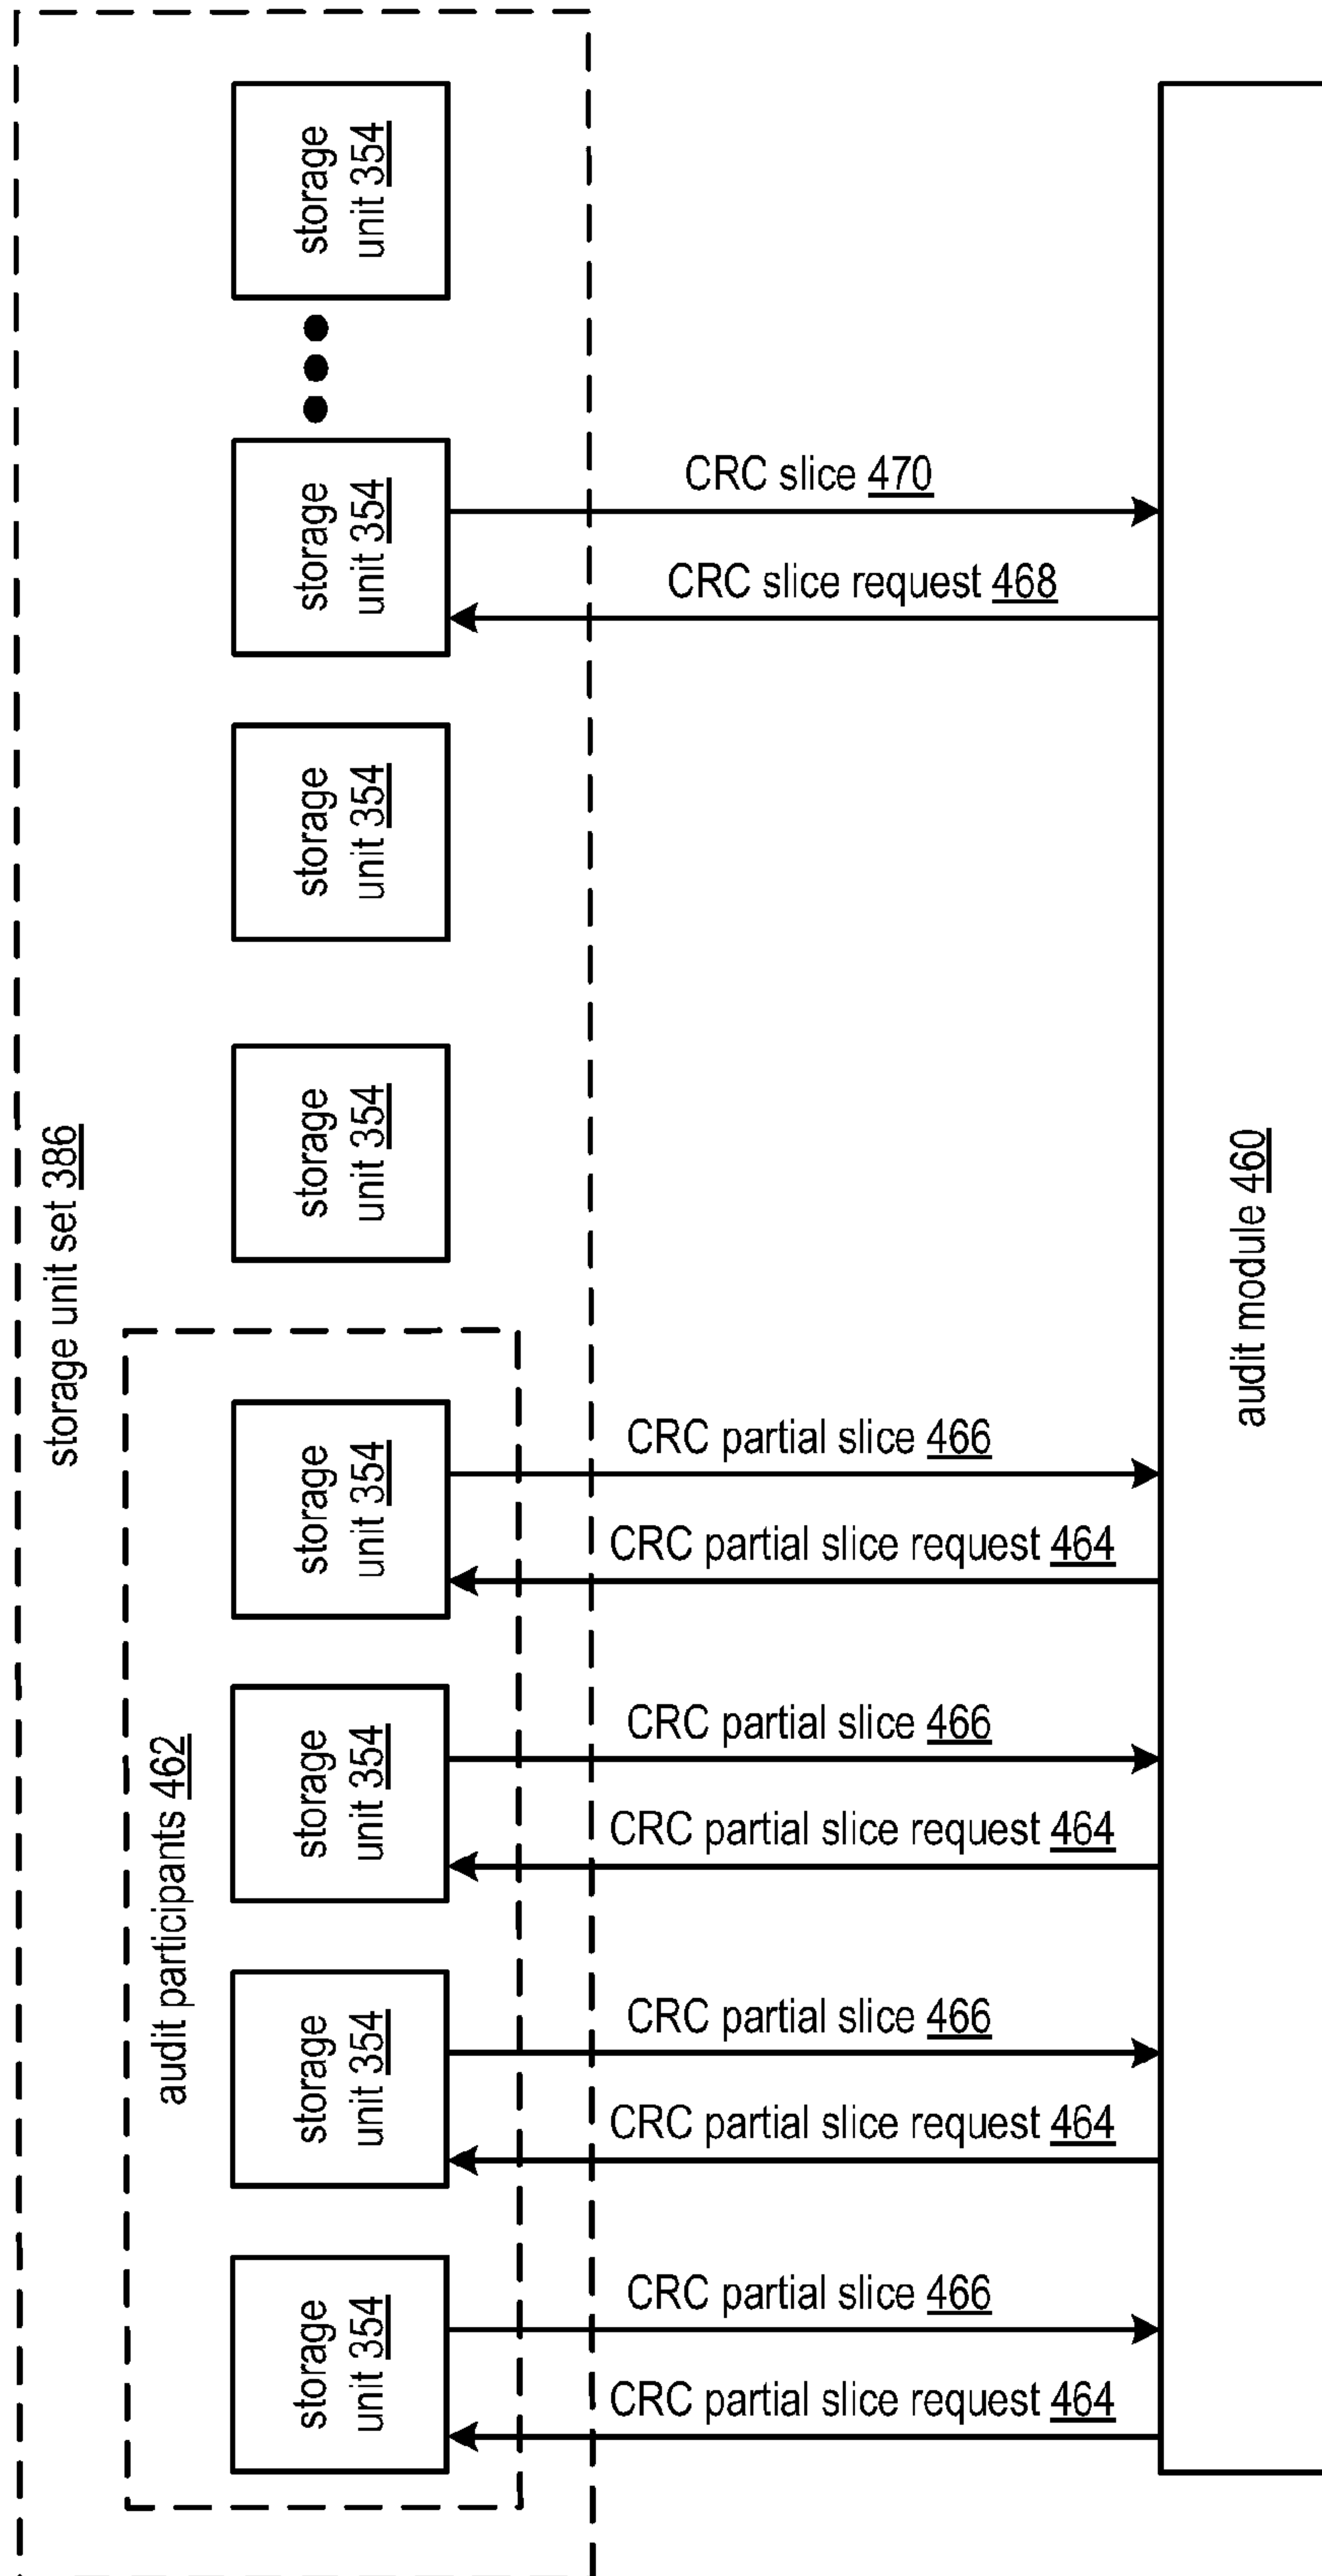 storage unit set 386
audit participants 462
storage
unit 354
storage
unit 354
storage
unit 354
storage
unit 354
storage
unit 354
storage
unit 354
storage
unit 354
storage
unit 354
CRC slice 470
CRC slice request 468
CRC partial slice 466
CRC partial slice request 464
CRC partial slice 466
CRC partial slice request 464
CRC partial slice 466
CRC partial slice request 464
CRC partial slice 466
CRC partial slice request 464
audit module 460